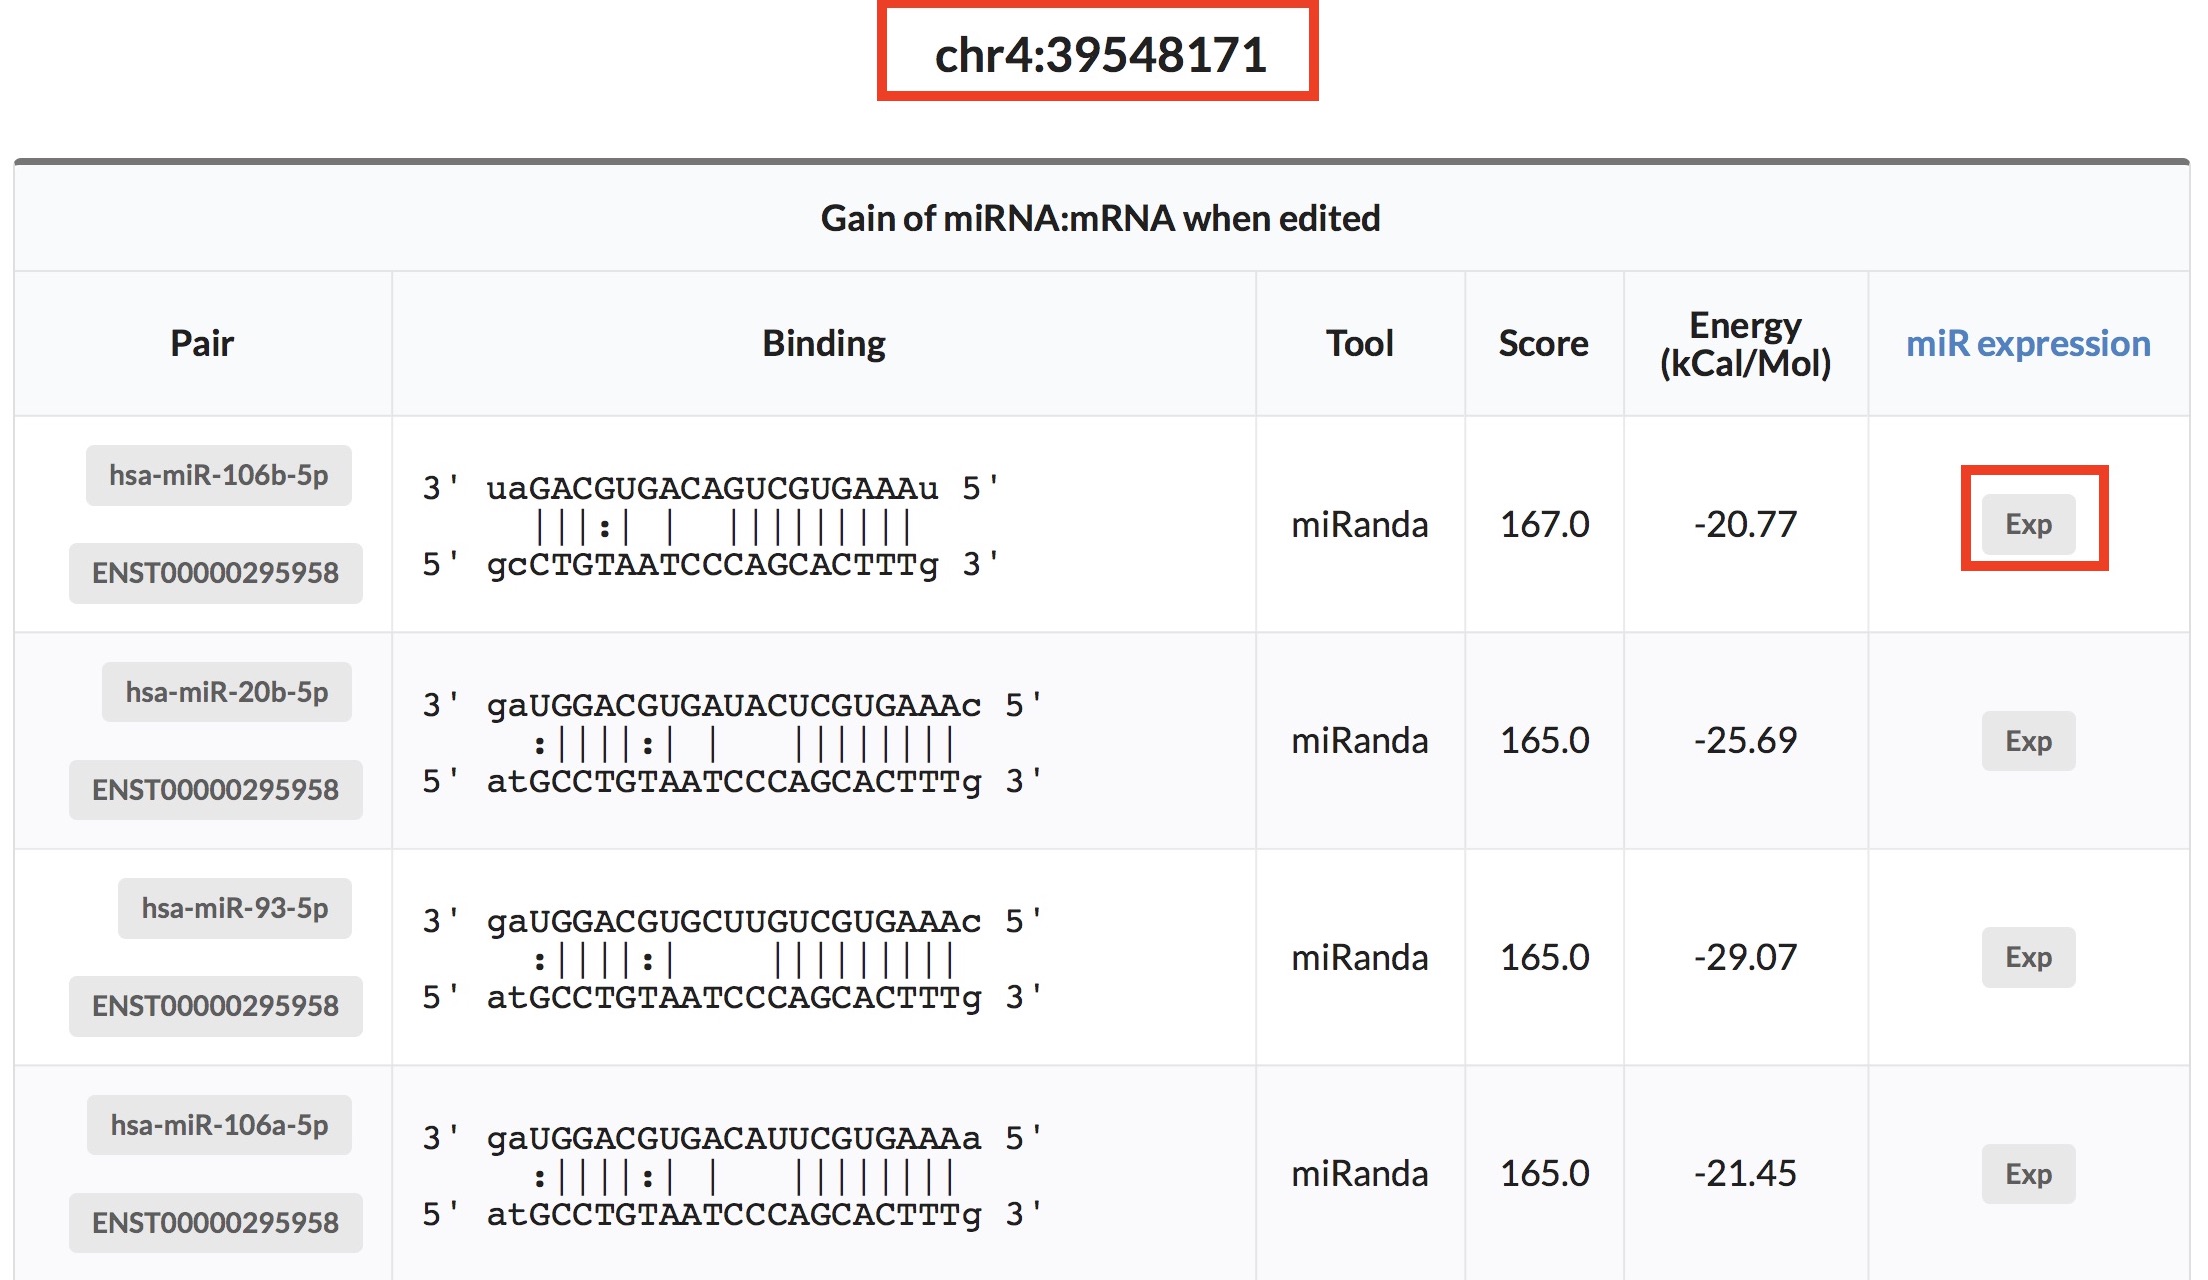 chr4:39548171
Gain of miRNA:mRNA when edited
Pair Binding Tool Score Energy (kCal/Mol) miR expression
hsa-miR-106b-5p
ENST00000295958
3' uaGACGUGACAGUCGUGAAAu 5'
|||:| | |||||||||
5' gcCTGTAATCCCAGCACTTTg 3'
miRanda 167.0 -20.77 Exp
hsa-miR-20b-5p
ENST00000295958
3' gaUGGACGUGAUACUCGUGAAAc 5'
:||||:| | ||||||||
5' atGCCTGTAATCCCAGCACTTTg 3'
miRanda 165.0 -25.69 Exp
hsa-miR-93-5p
ENST00000295958
3' gaUGGACGUGCUUGUCGUGAAAc 5'
:||||:| |||||||||
5' atGCCTGTAATCCCAGCACTTTg 3'
miRanda 165.0 -29.07 Exp
hsa-miR-106a-5p
ENST00000295958
3' gaUGGACGUGACAUUCGUGAAAa 5'
:||||:| | ||||||||
5' atGCCTGTAATCCCAGCACTTTg 3'
miRanda 165.0 -21.45 Exp